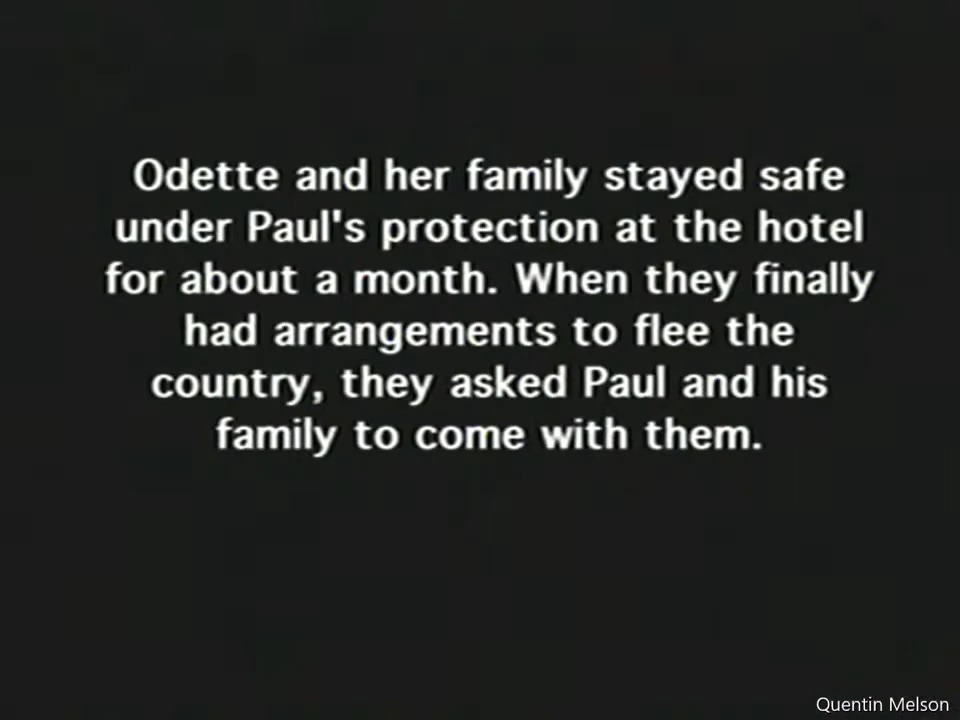 Odette and her family stayed safe
under Paul's protection at the hotel
for about a month. When they finally
had arrangements to flee the
country, they asked Paul and his
family to come with them.
Quentin Melson